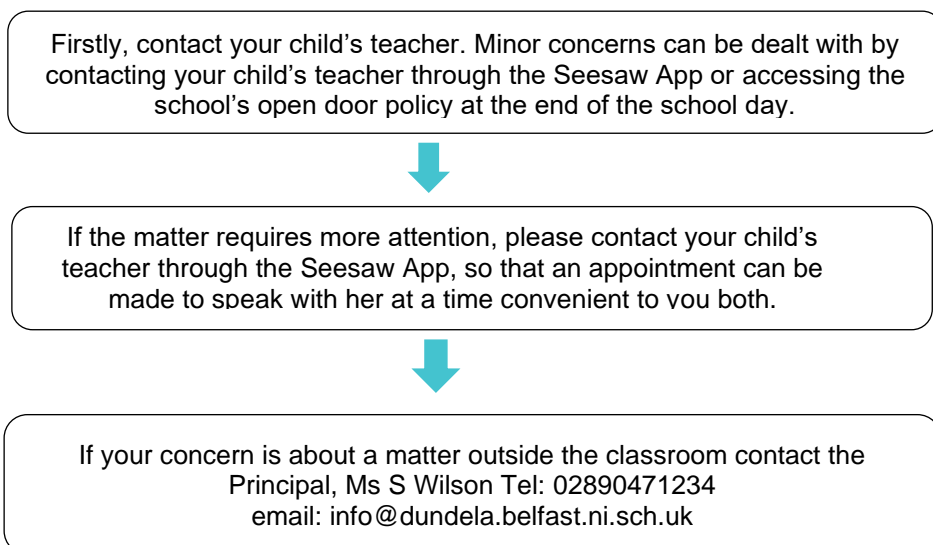 Firstly, contact your child’s teacher. Minor concerns can be dealt with by
contacting your child’s teacher through the Seesaw App or accessing the
school’s open door policy at the end of the school day.
If the matter requires more attention, please contact your child’s
teacher through the Seesaw App, so that an appointment can be
made to speak with her at a time convenient to you both.
If your concern is about a matter outside the classroom contact the
Principal, Ms S Wilson Tel: 02890471234
email: info@dundela.belfast.ni.sch.uk